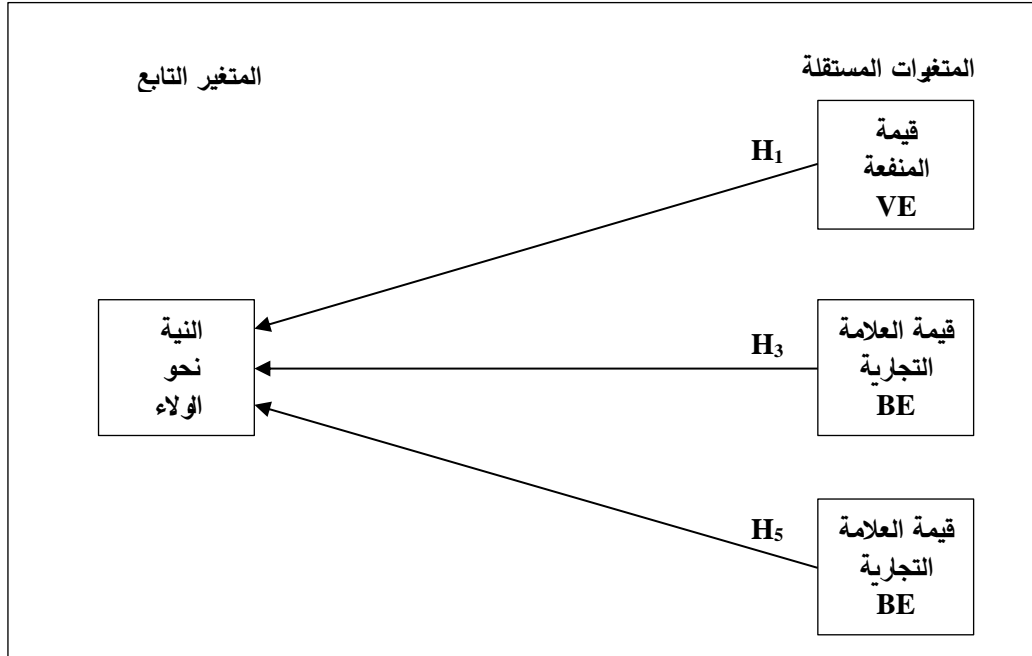 المتغيرات المستقلة
المتغير التابع
قيمة
المنفعة
VE
H₁
النية
نحو
الولاء
قيمة العلامة
التجارية
BE
H₃
قيمة العلامة
التجارية
BE
H₅